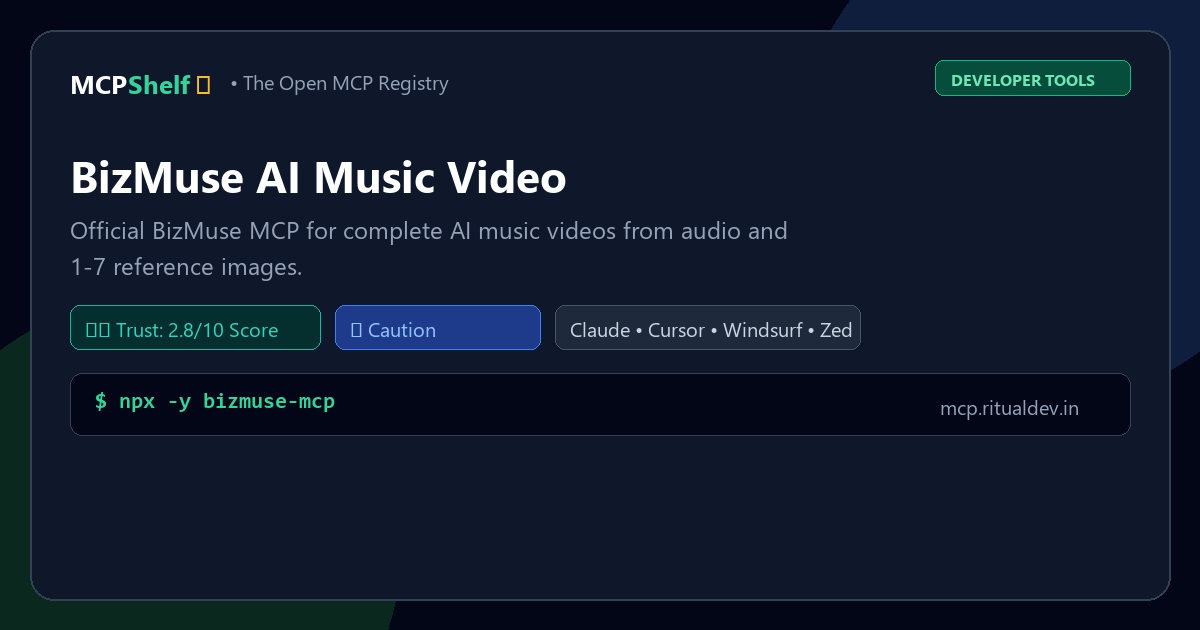 MCPShelf • The Open MCP Registry
DEVELOPER TOOLS
BizMuse AI Music Video
Official BizMuse MCP for complete AI music videos from audio and
1-7 reference images.
Trust: 2.8/10 Score
Caution
Claude • Cursor • Windsurf • Zed
$ npx -y bizmuse-mcp
mcp.ritualdev.in